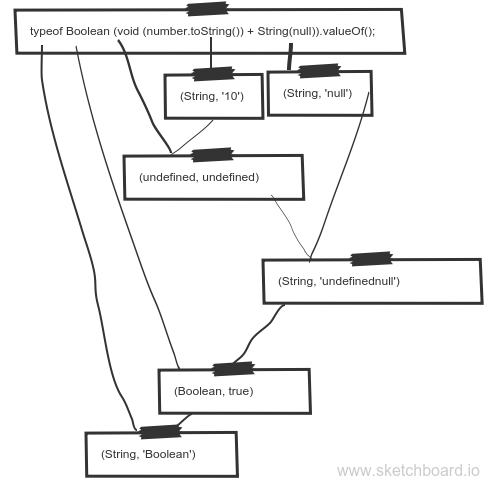 typeof Boolean (void (number.toString()) + String(null)).valueOf();
(String, '10')
(String, 'null')
(undefined, undefined)
(String, 'undefinednull')
(Boolean, true)
(String, 'Boolean')
www.sketchboard.io